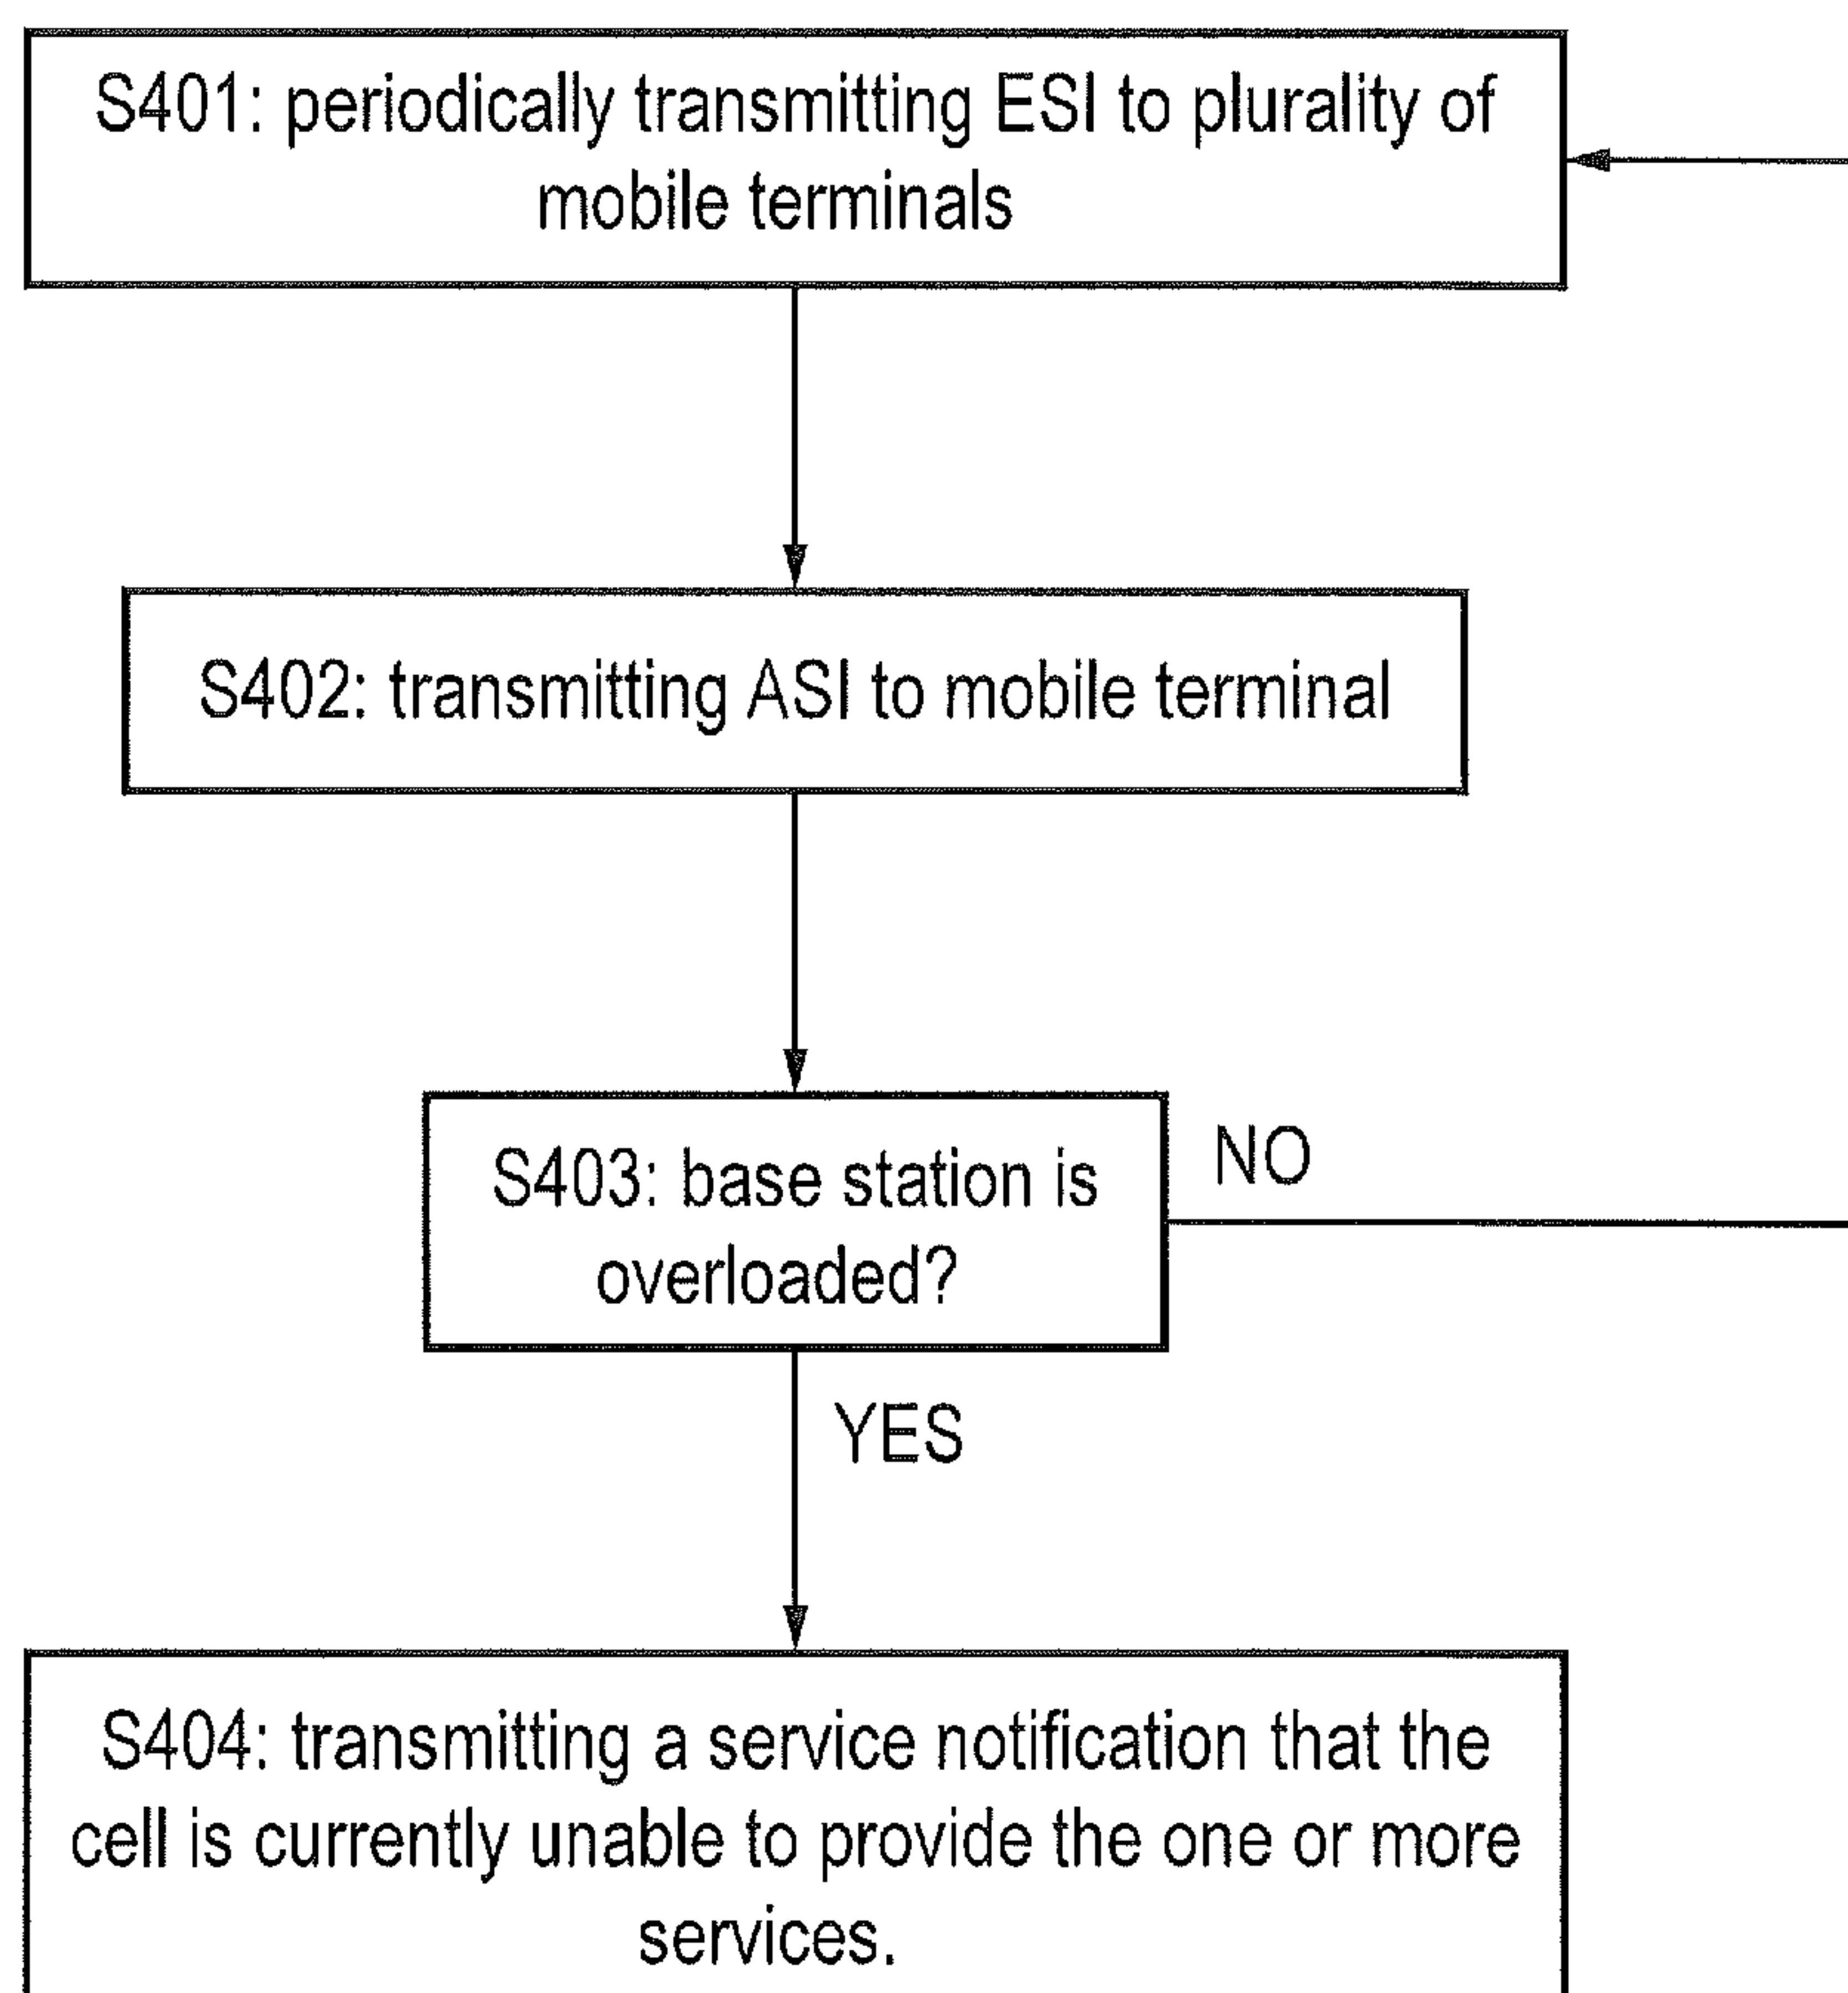 S401: periodically transmitting ESI to plurality of
mobile terminals
S402: transmitting ASI to mobile terminal
S403: base station is
overloaded?
NO
YES
S404: transmitting a service notification that the
cell is currently unable to provide the one or more
services.